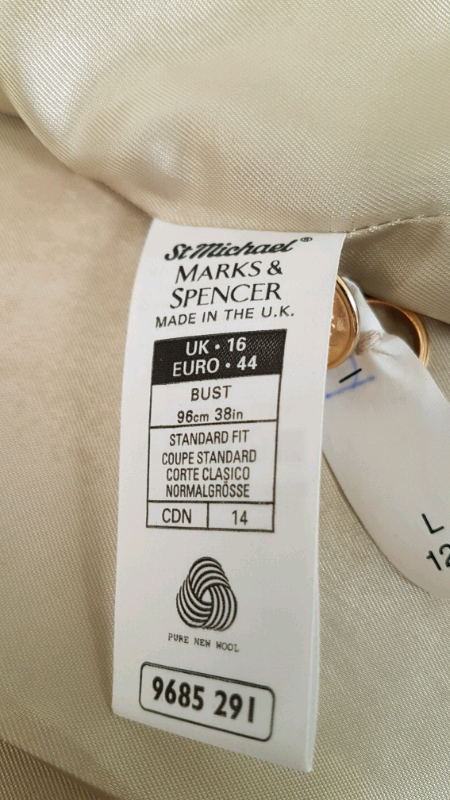 St Michael®
MARKS &
SPENCER
MADE IN THE U.K.
UK • 16
EURO • 44
BUST
96cm 38in
STANDARD FIT
COUPE STANDARD
CORTE CLASICO
NORMALGRÖSSE
CDN 14
PURE NEW WOOL
9685 291
L
12